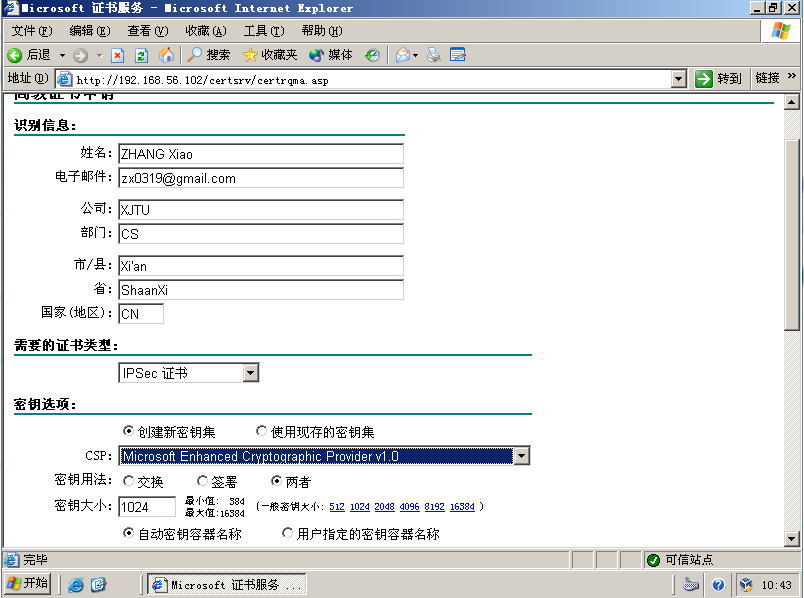 Microsoft 证书服务 - Microsoft Internet Explorer
文件(F) 编辑(E) 查看(V) 收藏(A) 工具(T) 帮助(H)
后退 搜索 收藏夹 媒体
地址(D) http://192.168.56.102/certsrv/certrqma.asp 转到 链接 »
高级证书申请
识别信息:
姓名: ZHANG Xiao
电子邮件: zx0319@gmail.com
公司: XJTU
部门: CS
市/县: Xi'an
省: ShaanXi
国家(地区): CN
需要的证书类型:
IPSec 证书
密钥选项:
创建新密钥集 使用现存的密钥集
CSP: Microsoft Enhanced Cryptographic Provider v1.0
密钥用法: 交换 签署 两者
密钥大小: 1024 最小值: 384 (一般密钥大小: 512 1024 2048 4096 8192 16384 )
最大值:16384
自动密钥容器名称 用户指定的密钥容器名称
完毕 可信站点
开始 Microsoft 证书服务 ... 10:43